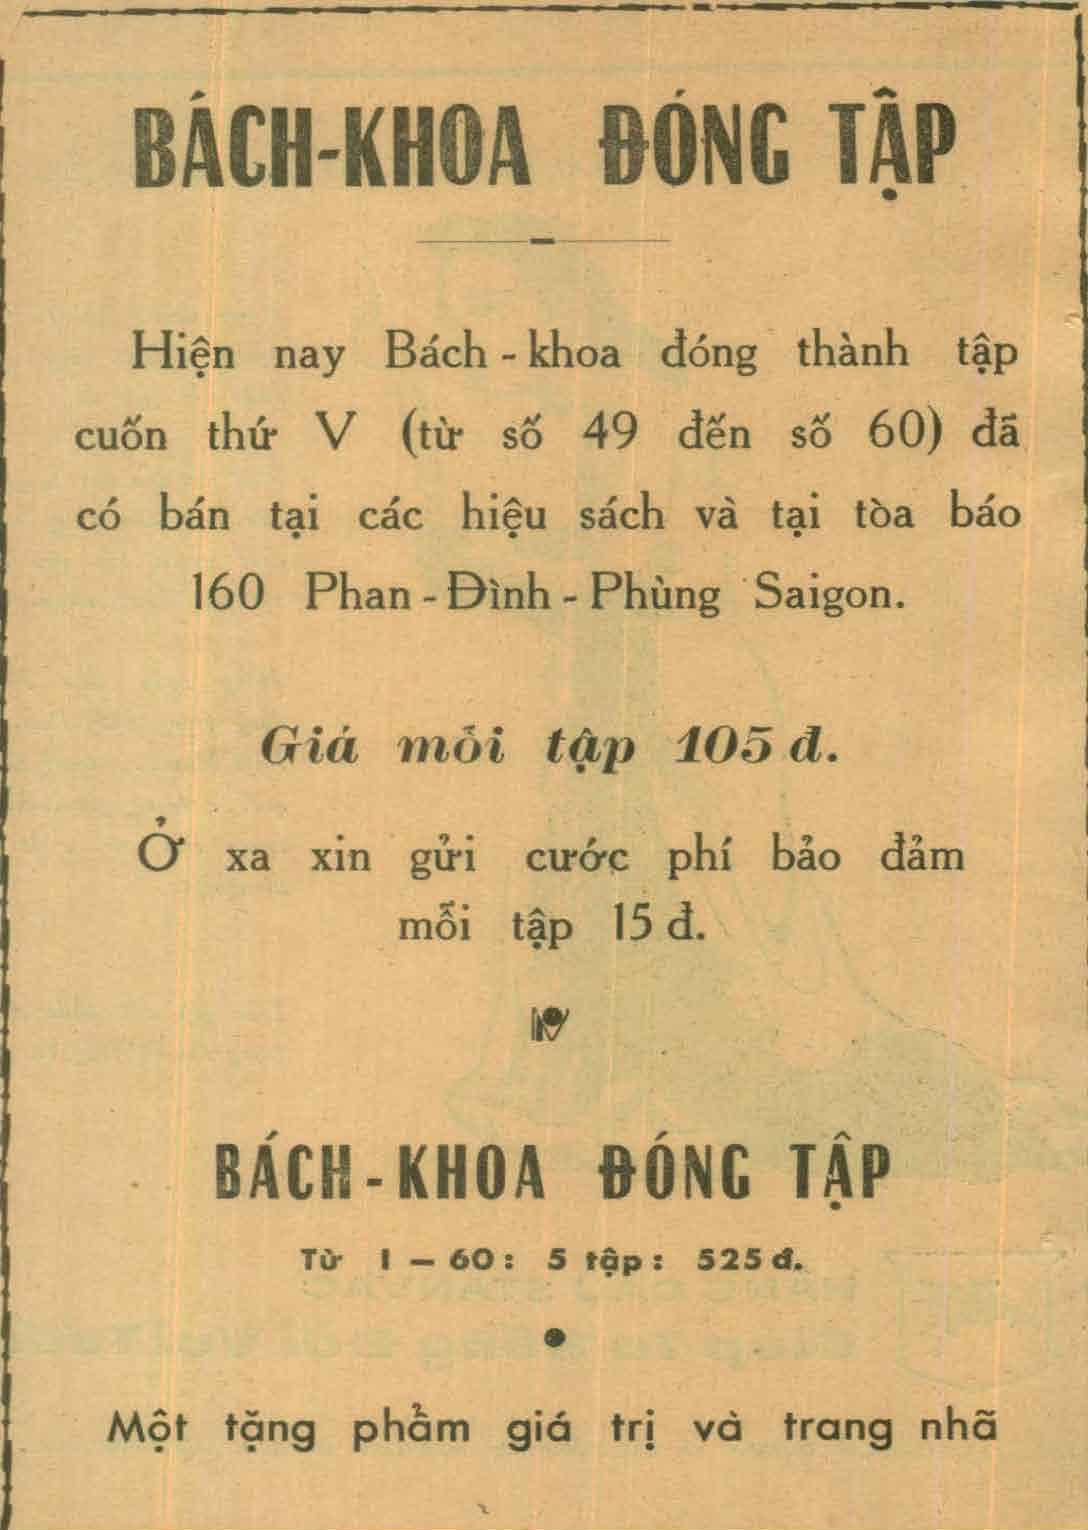 BÁCH-KHOA ĐÓNG TẬP
Hiện nay Bách-khoa đóng thành tập
cuốn thứ V (từ số 49 đến số 60) đã
có bán tại các hiệu sách và tại tòa báo
160 Phan-Đình-Phùng Saigon.
Giá mỗi tập 105 đ.
Ở xa xin gửi cước phí bảo đảm
mỗi tập 15 đ.
BÁCH-KHOA ĐÓNG TẬP
Từ 1 — 60 : 5 tập : 525 đ.
Một tặng phẩm giá trị và trang nhã